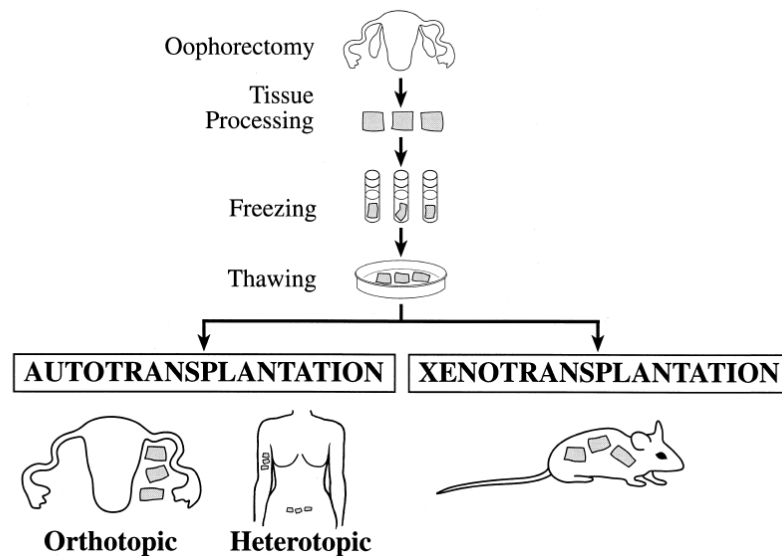 Oophorectomy
Tissue
Processing
Freezing
Thawing
AUTOTRANSPLANTATION
XENOTRANSPLANTATION
Orthotopic
Heterotopic